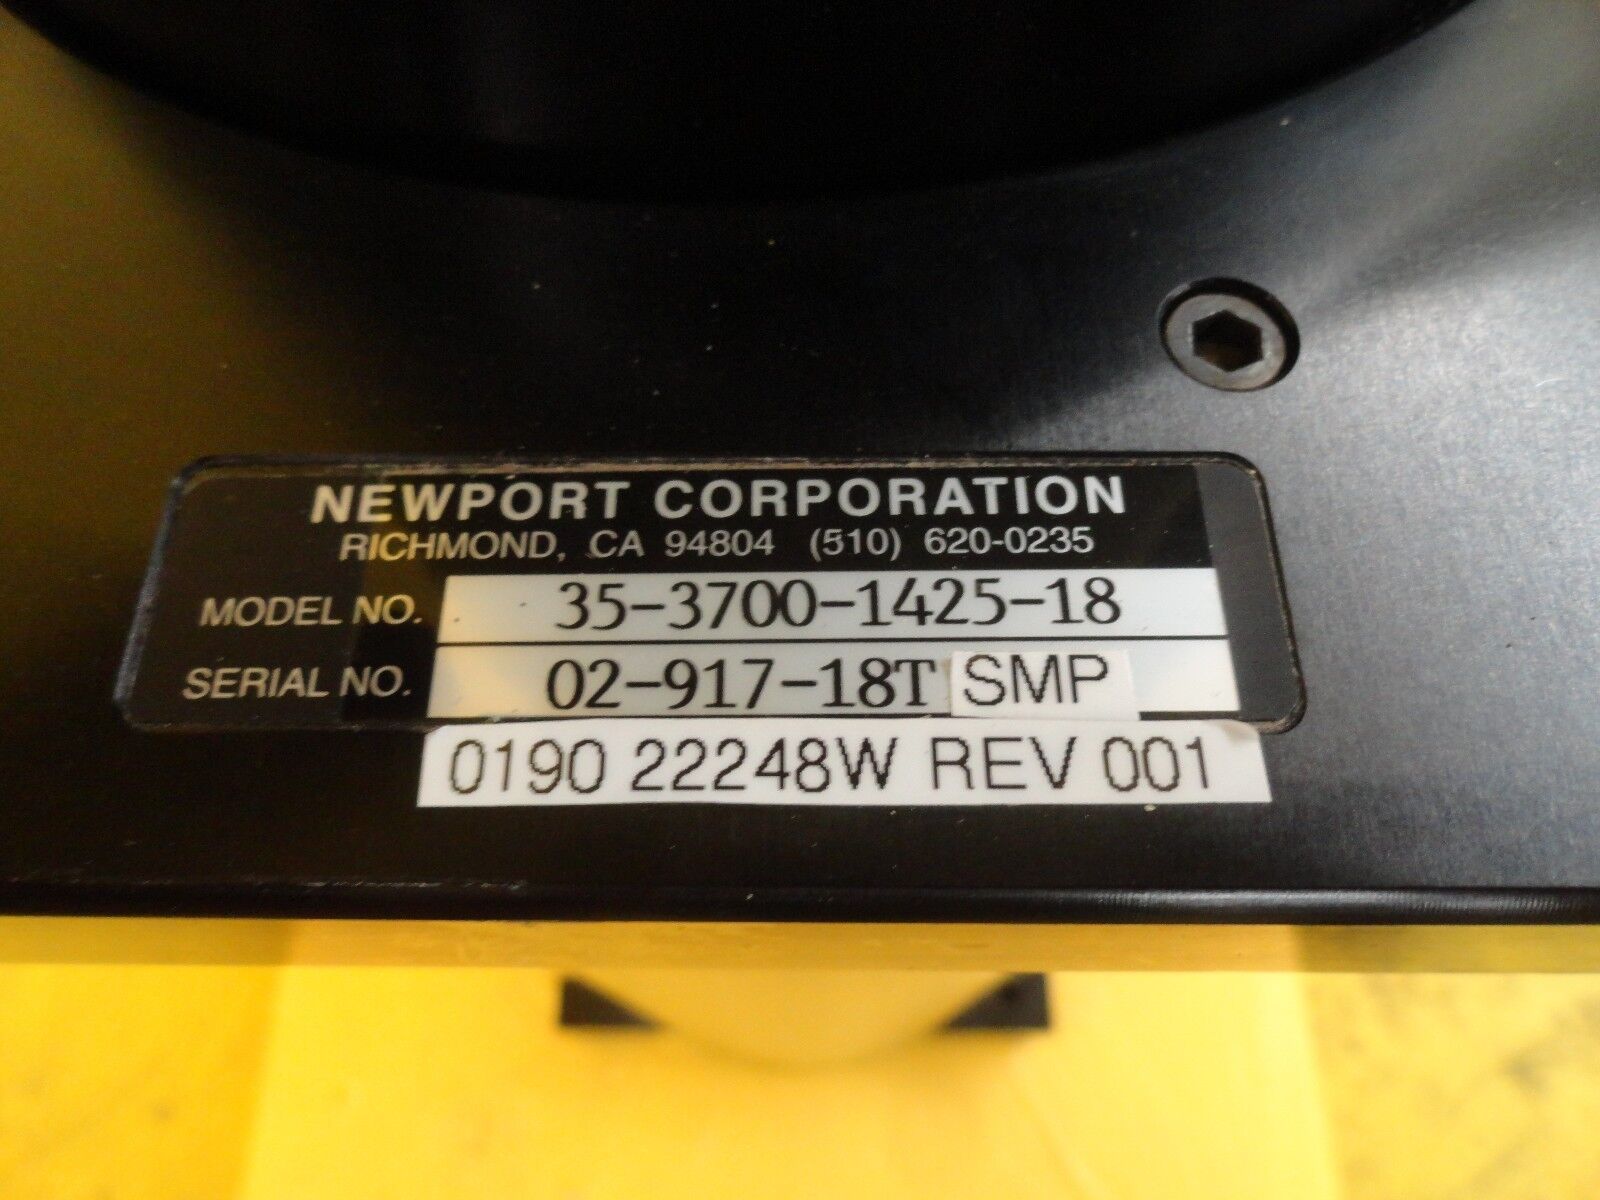 NEWPORT CORPORATION
RICHMOND, CA 94804 (510) 620-0235
MODEL NO. 35-3700-1425-18
SERIAL NO. 02-917-18T SMP
0190 22248W REV 001